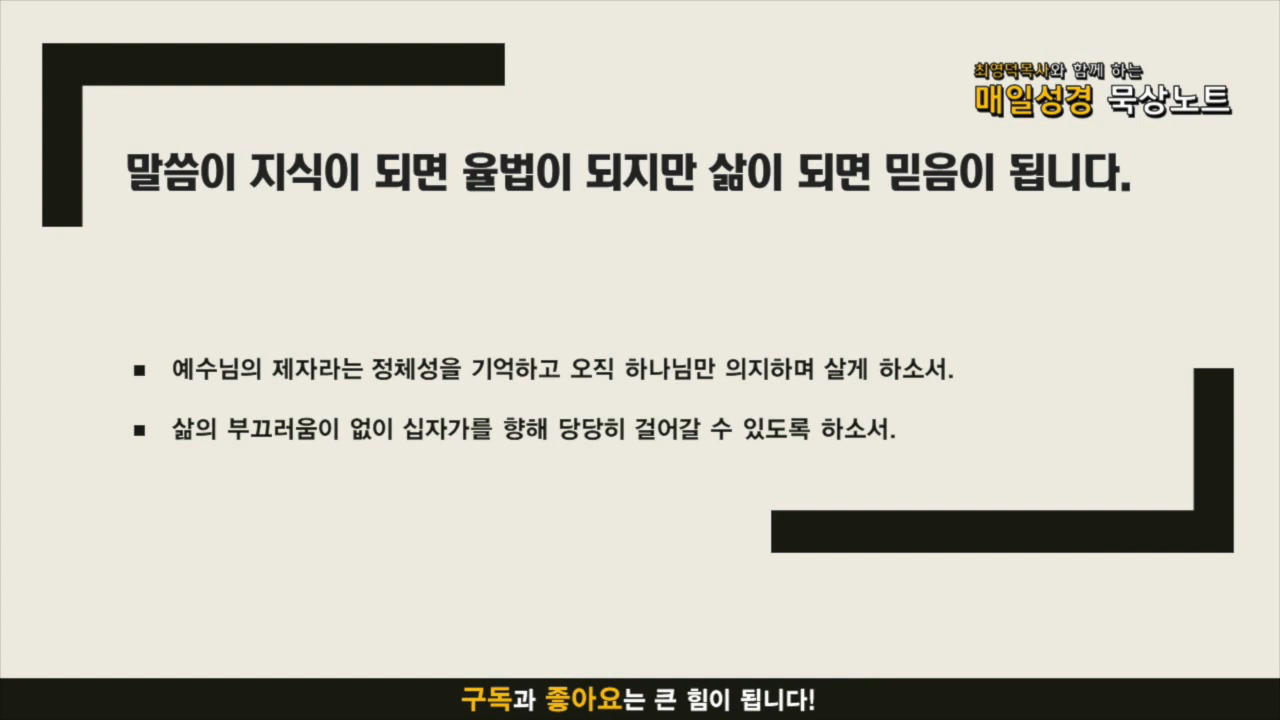 최영덕목사와 함께 하는
매일성경 묵상노트
말씀이 지식이 되면 율법이 되지만 삶이 되면 믿음이 됩니다.
▪ 예수님의 제자라는 정체성을 기억하고 오직 하나님만 의지하며 살게 하소서.
▪ 삶의 부끄러움이 없이 십자가를 향해 당당히 걸어갈 수 있도록 하소서.
구독과 좋아요는 큰 힘이 됩니다!